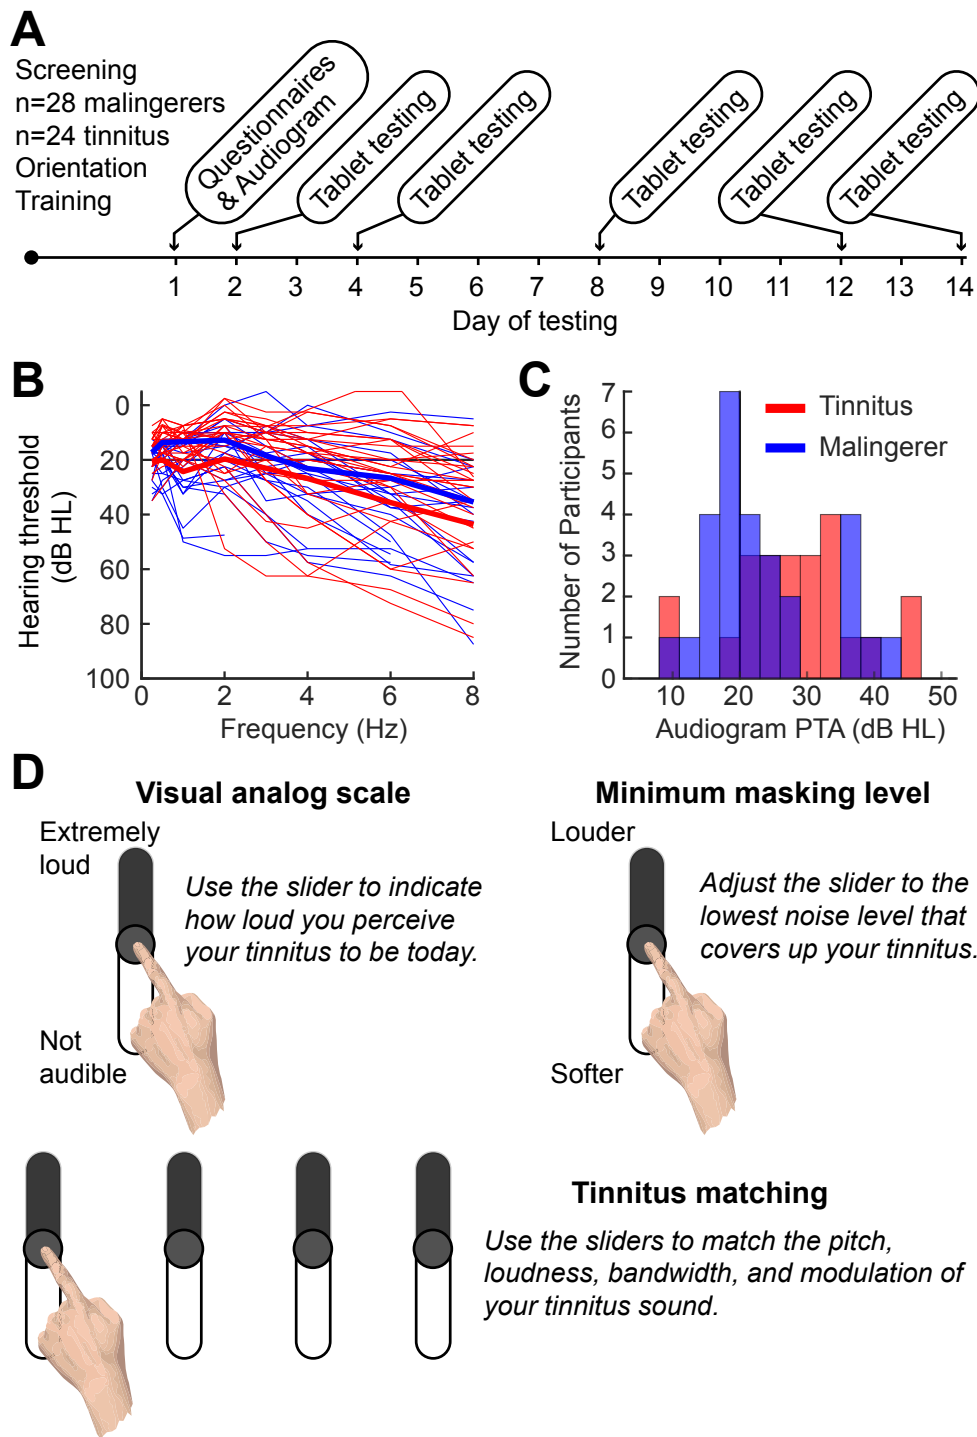 A
Screening
n=28 malingerers
n=24 tinnitus
Orientation
Training
Questionnaires
& Audiogram
Tablet testing
Tablet testing
Tablet testing
Tablet testing
Tablet testing
1 2 3 4 5 6 7 8 9 10 11 12 13 14
Day of testing
B
Hearing threshold
(dB HL)
0
20
40
60
80
100
0 2 4 6 8
Frequency (Hz)
C
Number of Participants
7
6
5
4
3
2
1
0
Tinnitus
Malingerer
10 20 30 40 50
Audiogram PTA (dB HL)
D
Visual analog scale
Extremely
loud
Use the slider to indicate
how loud you perceive
your tinnitus to be today.
Not
audible
Minimum masking level
Louder
Adjust the slider to the
lowest noise level that
covers up your tinnitus.
Softer
Tinnitus matching
Use the sliders to match the pitch,
loudness, bandwidth, and modulation of
your tinnitus sound.